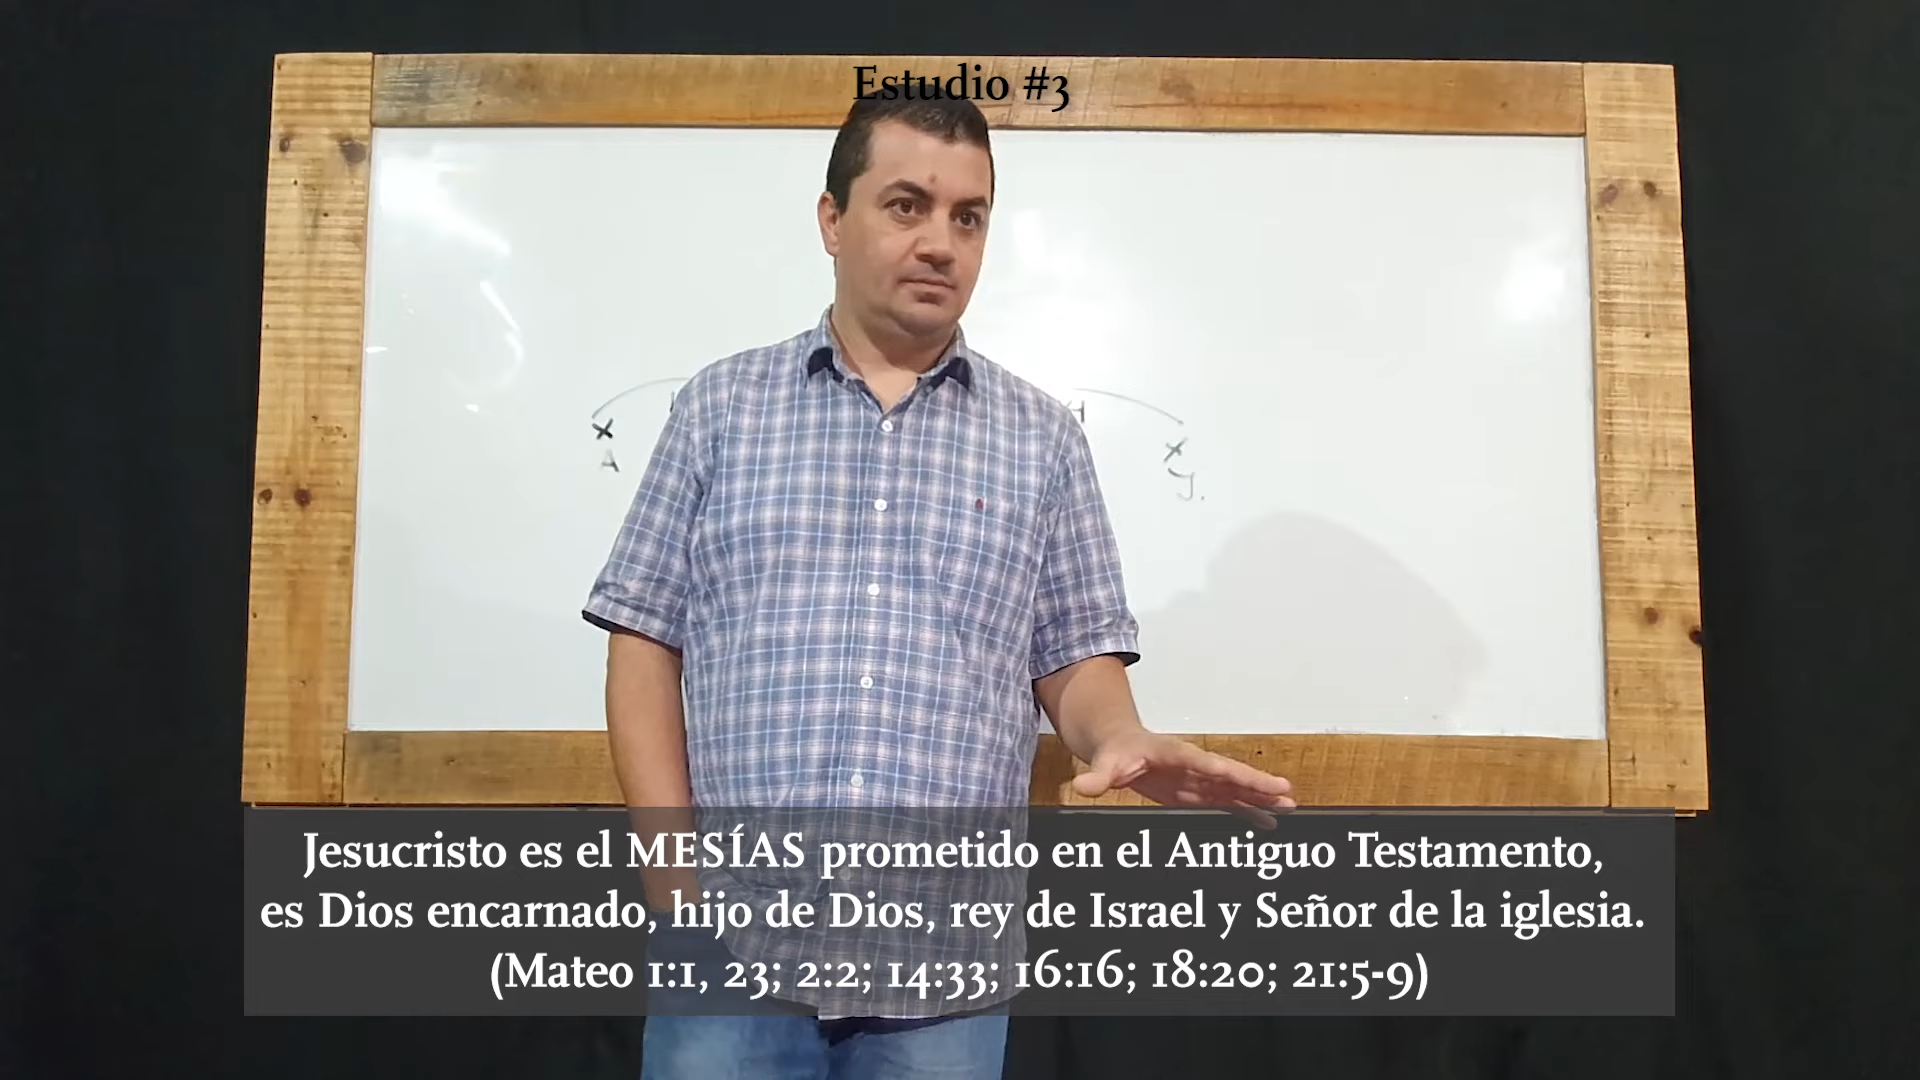 Estudio #3
H
X X
A J.
Jesucristo es el MESÍAS prometido en el Antiguo Testamento,
es Dios encarnado, hijo de Dios, rey de Israel y Señor de la iglesia.
(Mateo 1:1, 23; 2:2; 14:33; 16:16; 18:20; 21:5-9)